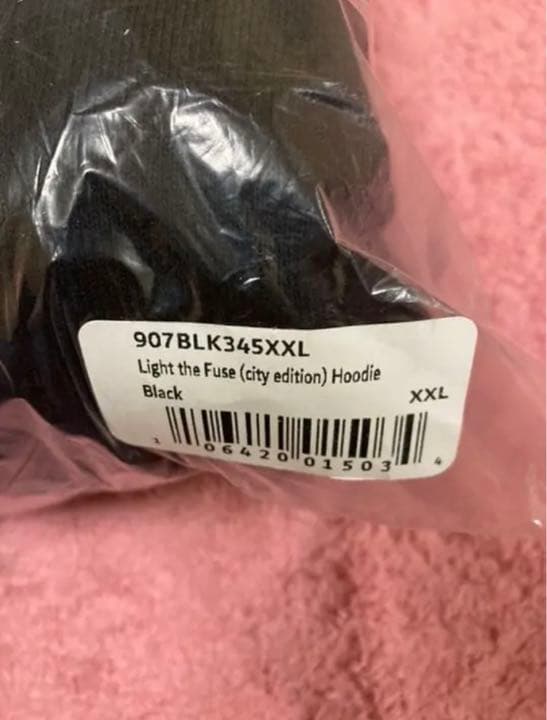 907BLK345XXL
Light the Fuse (city edition) Hoodie
Black XXL
1 06420 01503 4